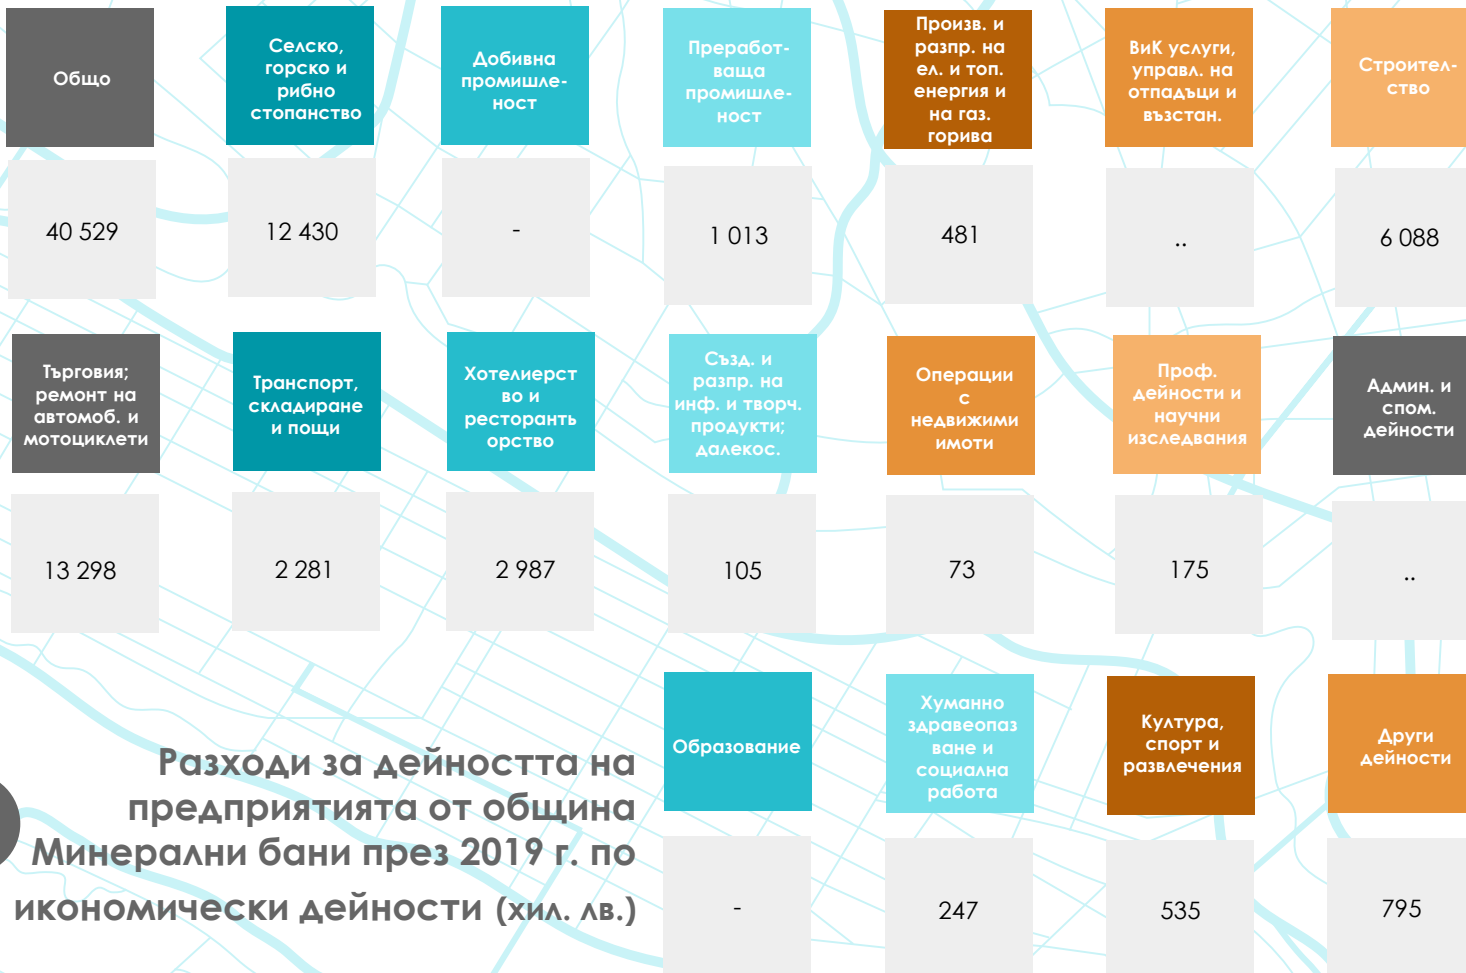 Общо
Селско,
горско и
рибно
стопанство
Добивна
промишле-
ност
Преработ-
ваща
промишле-
ност
Произв. и
разпр. на
ел. и топ.
енергия и
на газ.
горива
ВиК услуги,
управл. на
отпадъци и
възстан.
Строител-
ство
40 529
12 430
-
1 013
481
..
6 088
Търговия;
ремонт на
автомоб. и
мотоциклети
Транспорт,
складиране
и пощи
Хотелиерст
во и
ресторанть
орство
Създ. и
разпр. на
инф. и творч.
продукти;
далекос.
Операции
с
недвижими
имоти
Проф.
дейности и
научни
изследвания
Админ. и
спом.
дейности
13 298
2 281
2 987
105
73
175
..
Образование
Хуманно
здравеопаз
ване и
социална
работа
Култура,
спорт и
развлечения
Други
дейности
-
247
535
795
Разходи за дейността на
предприятията от община
Минерални бани през 2019 г. по
икономически дейности (хил. лв.)